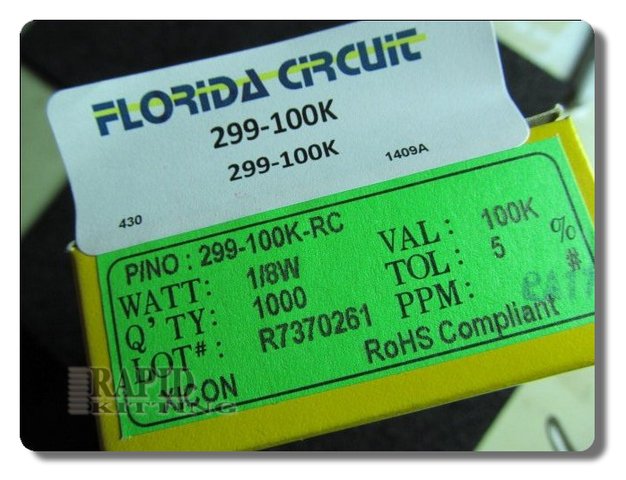 FLORIDA CIRCUIT
299-100K
299-100K
1409A
430
P/NO : 299-100K-RC
WATT: 1/8W
VAL: 100K
Q'TY: 1000
TOL: 5 %
LOT#: R7370261
PPM: #
RoHS Compliant
XICON
RAPID
KITTING